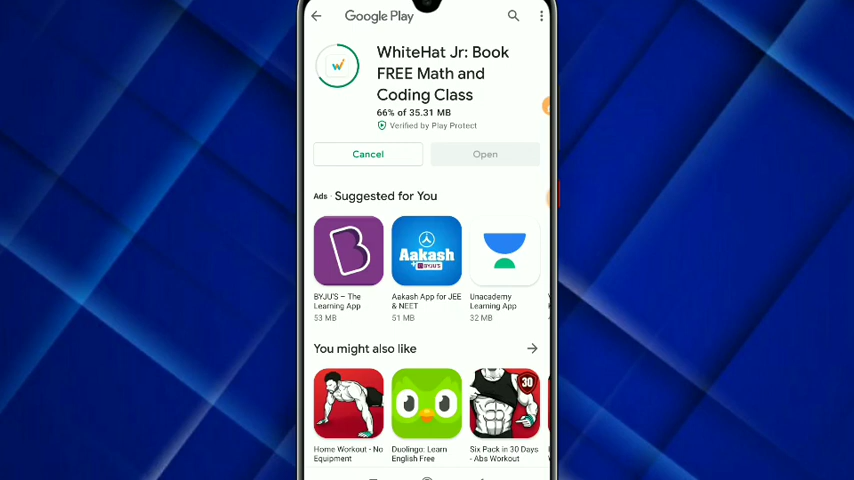 Google Play
WhiteHat Jr: Book
FREE Math and
Coding Class
66% of 35.31 MB
Verified by Play Protect
Cancel
Open
Ads · Suggested for You
Aakash
BYJU'S
BYJU'S – The
Learning App
53 MB
Aakash App for JEE
& NEET
51 MB
Unacademy
Learning App
32 MB
You might also like
30
Home Workout - No
Equipment
Duolingo: Learn
English Free
Six Pack in 30 Days
- Abs Workout